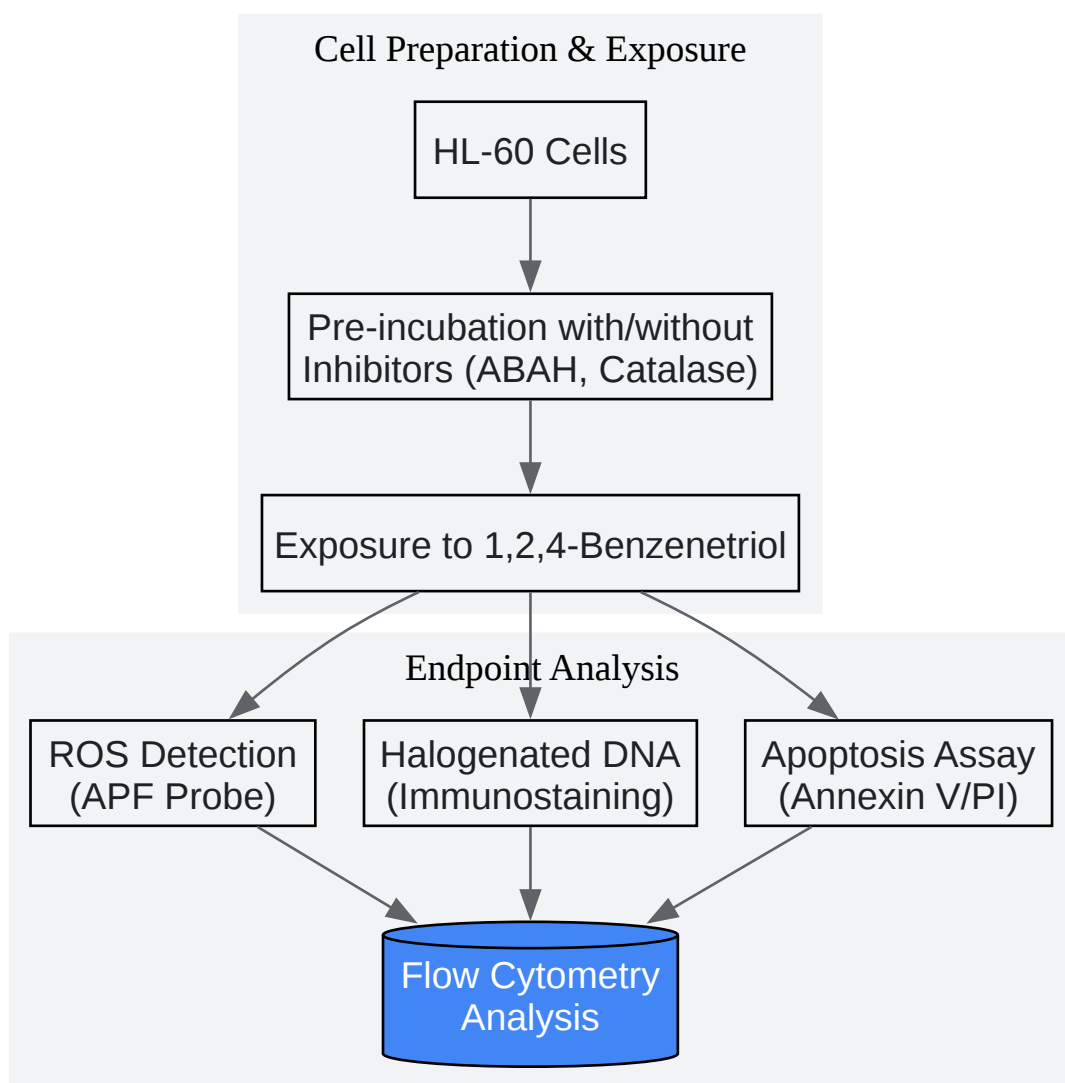 Cell Preparation & Exposure
HL-60 Cells
Pre-incubation with/without
Inhibitors (ABAH, Catalase)
Exposure to 1,2,4-Benzenetriol
Endpoint Analysis
ROS Detection
(APF Probe)
Halogenated DNA
(Immunostaining)
Apoptosis Assay
(Annexin V/PI)
Flow Cytometry
Analysis